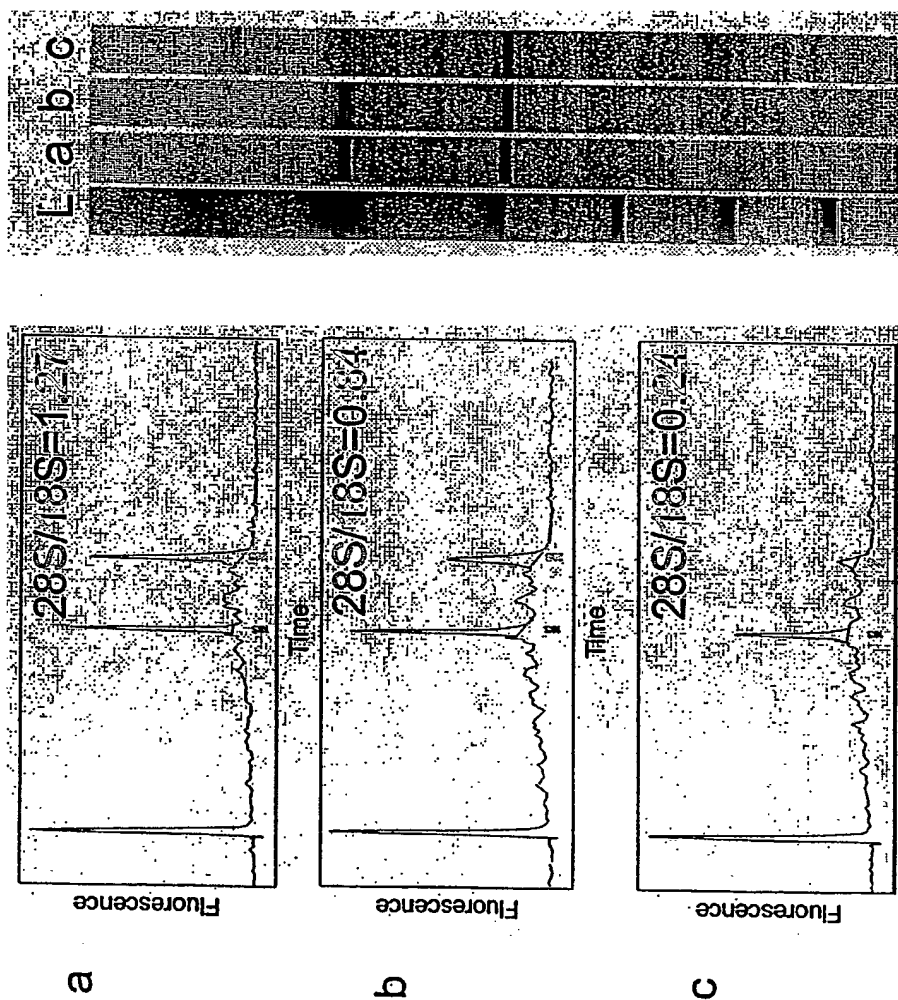 a
28S/18S=1.27
Fluorescence
Time
b
28S/18S=0.84
Fluorescence
Time
c
28S/18S=0.24
Fluorescence
L a b c